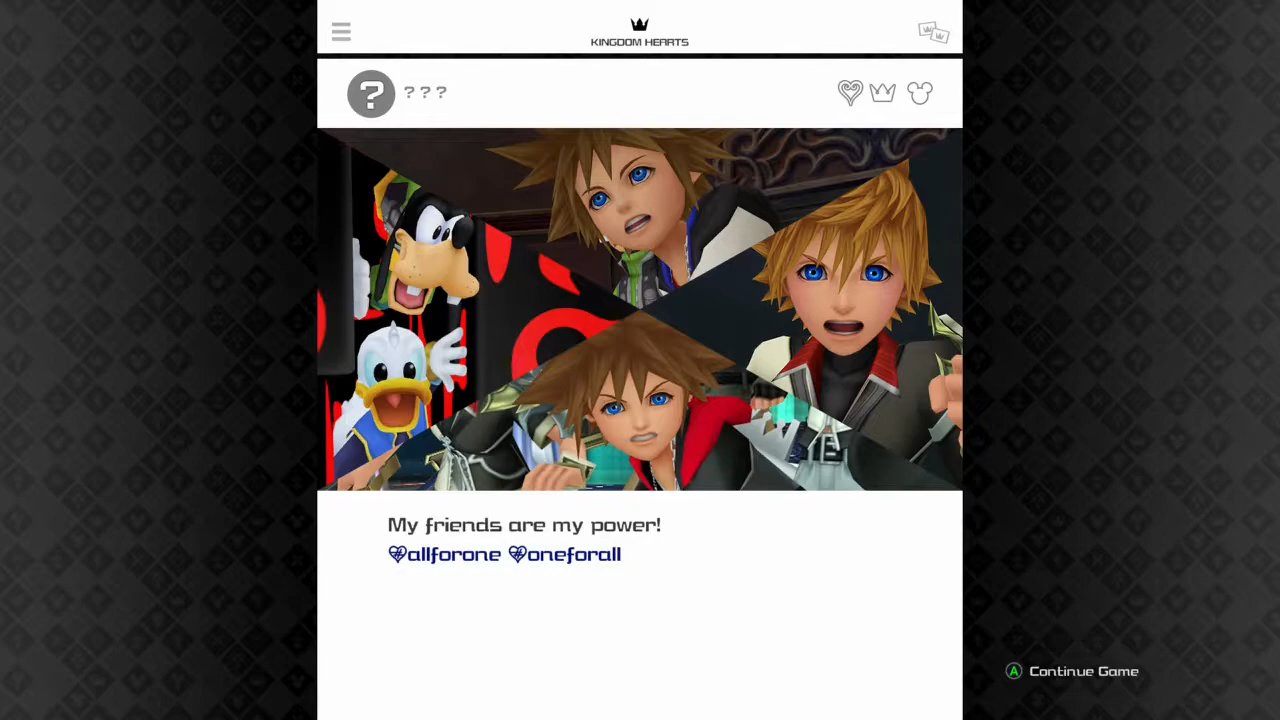 KINGDOM HEARTS
? ? ? ?
My friends are my power!
#allforone #oneforall
A Continue Game